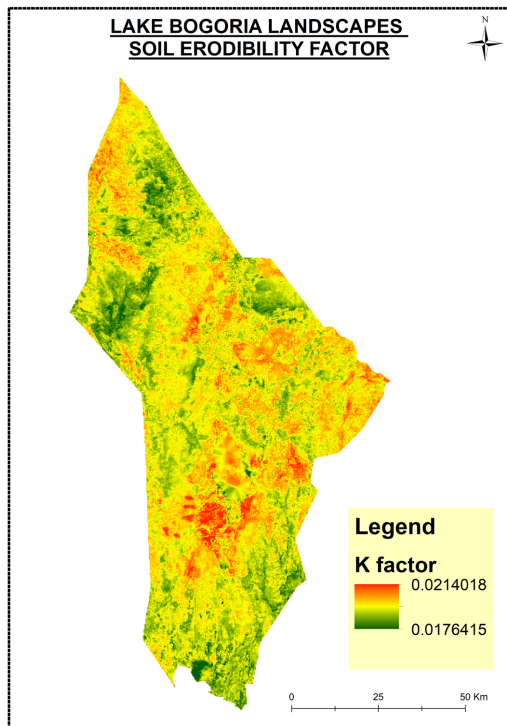 LAKE BOGORIA LANDSCAPES
SOIL ERODIBILITY FACTOR
N
Legend
K factor
0.0214018
0.0176415
0 25 50 Km